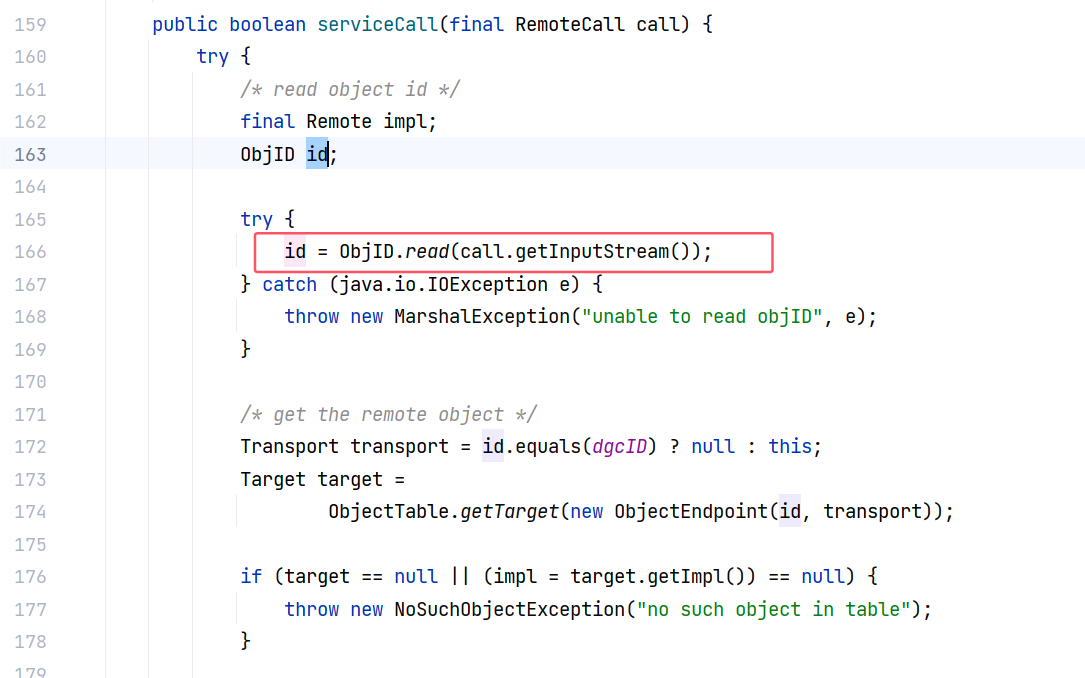 159 public boolean serviceCall(final RemoteCall call) {
160 try {
161 /* read object id */
162 final Remote impl;
163 ObjID id;
164
165 try {
166 id = ObjID.read(call.getInputStream());
167 } catch (java.io.IOException e) {
168 throw new MarshalException("unable to read objID", e);
169 }
170
171 /* get the remote object */
172 Transport transport = id.equals(dgcID) ? null : this;
173 Target target =
174 ObjectTable.getTarget(new ObjectEndpoint(id, transport));
175
176 if (target == null || (impl = target.getImpl()) == null) {
177 throw new NoSuchObjectException("no such object in table");
178 }
179